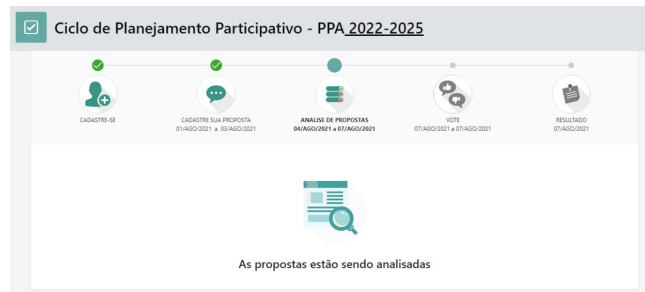 Ciclo de Planejamento Participativo - PPA 2022-2025
CADASTRE-SE
CADASTRE SUA PROPOSTA
01/AGO/2021 a 03/AGO/2021
ANALISE DE PROPOSTAS
04/AGO/2021 a 07/AGO/2021
VOTE
07/AGO/2021 a 07/AGO/2021
RESULTADO
07/AGO/2021
As propostas estão sendo analisadas